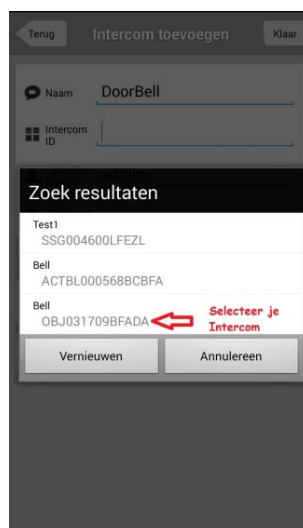 Terug Intercom toevoegen Klaar
Naam DoorBell
Intercom
ID
admin
Zoek resultaten
Test1
SSG004600LFEZL
Bell
ACTBL000568BCBFA
Bell
OBJ031709BFADA
Selecteer je
Intercom
Vernieuwen Annulereen